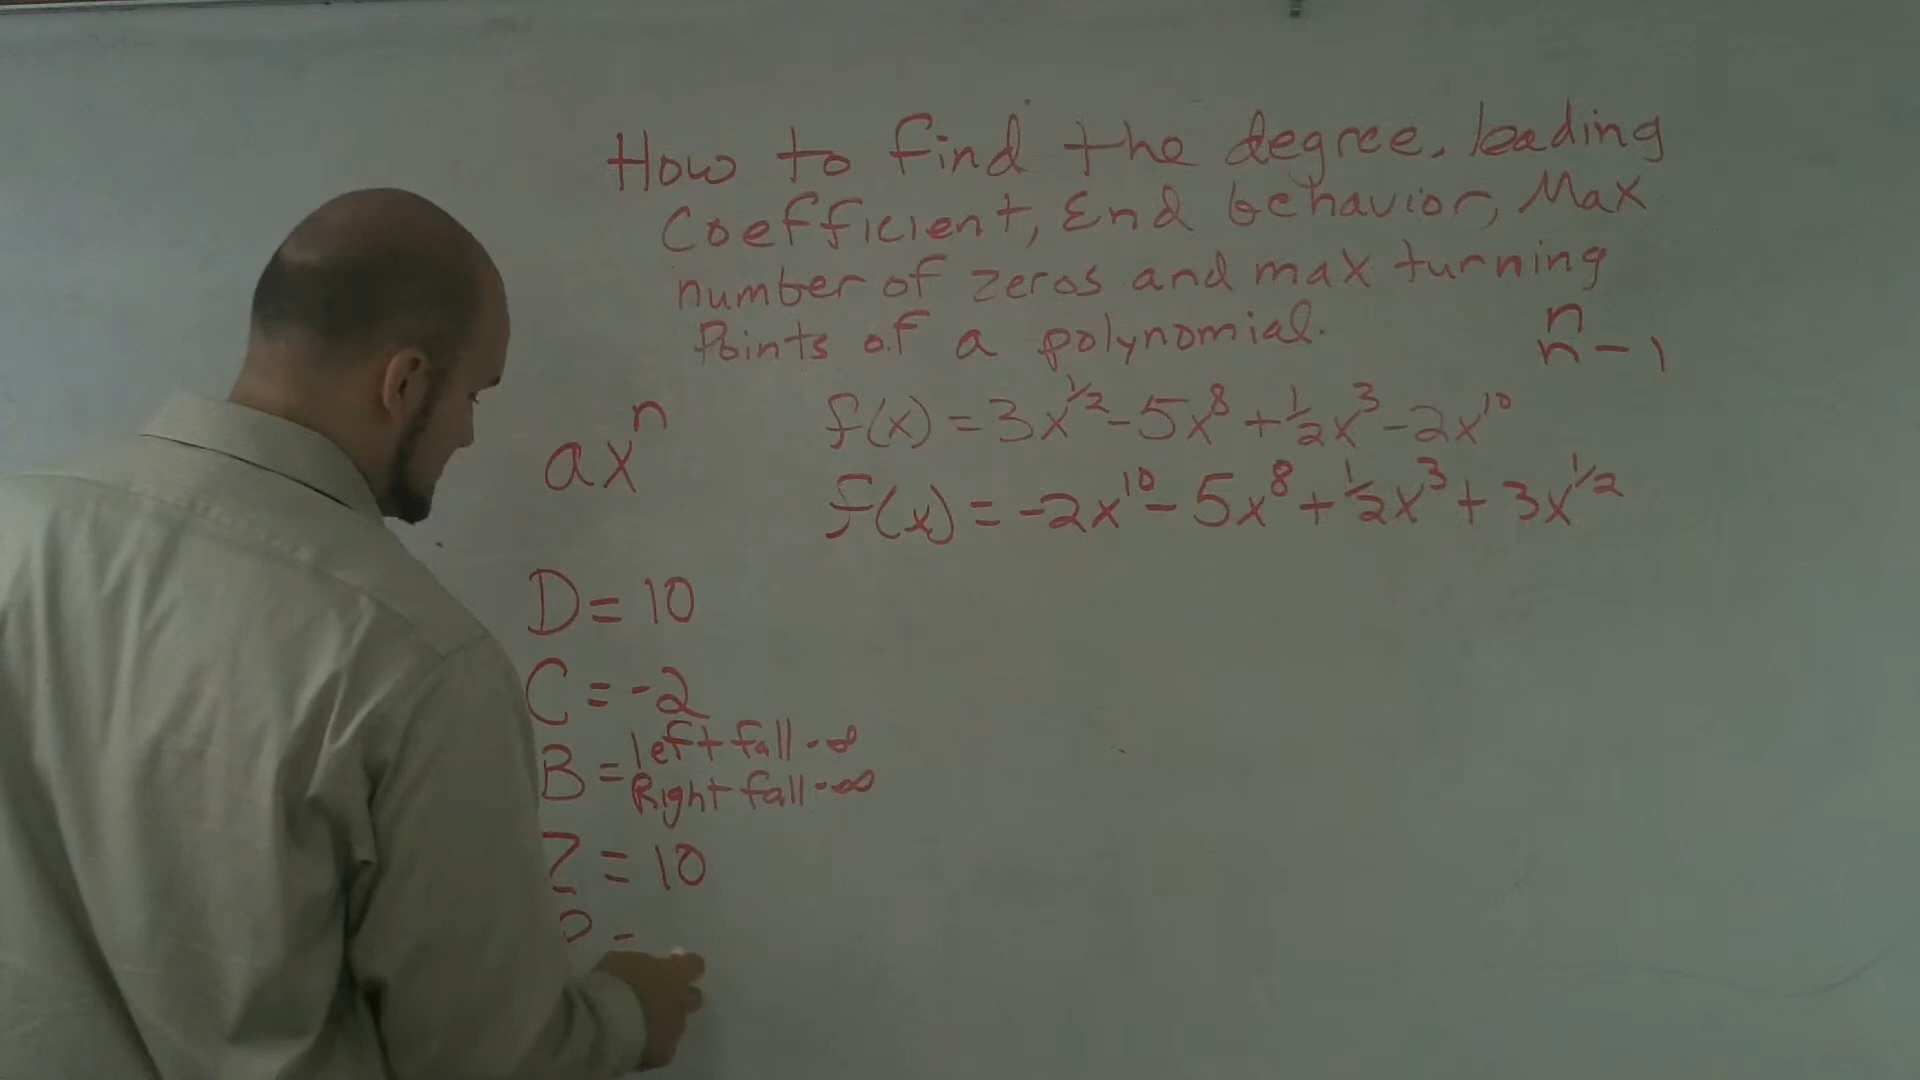 How to find the degree, leading
Coefficient, End behavior, Max
number of zeros and max turning
Points of a polynomial.
n
n - 1
ax^n
f(x) = 3x^1/2 - 5x^8 + 1/2x^3 - 2x^10
f(x) = -2x^10 - 5x^8 + 1/2x^3 + 3x^1/2
D = 10
C = -2
B = left fall -∞
Right fall -∞
Z = 10
P =